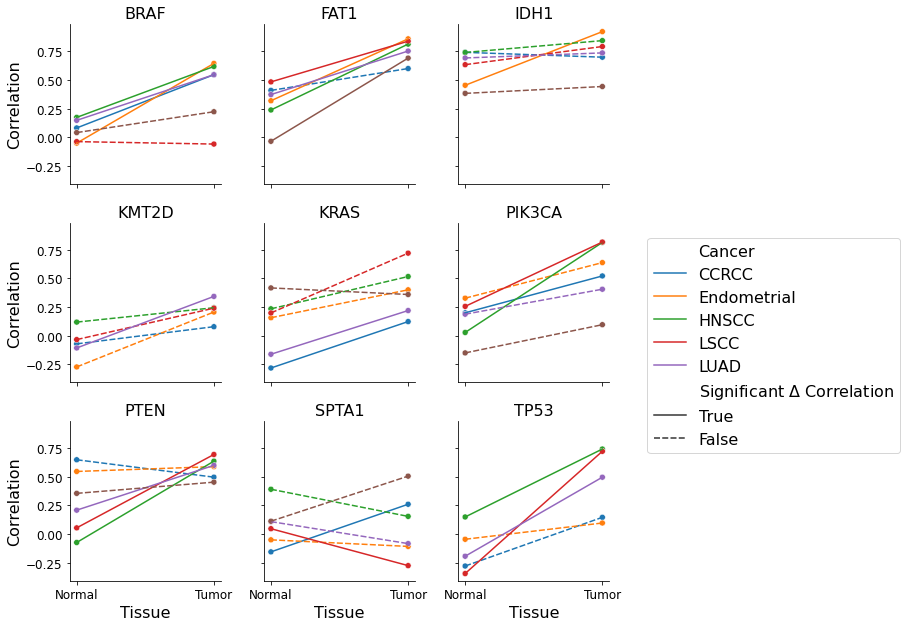 BRAF FAT1 IDH1
Correlation
0.75
0.50
0.25
0.00
−0.25
KMT2D KRAS PIK3CA
Correlation
0.75
0.50
0.25
0.00
−0.25
PTEN SPTA1 TP53
Correlation
0.75
0.50
0.25
0.00
−0.25
Normal Tumor Normal Tumor Normal Tumor
Tissue Tissue Tissue
Cancer
CCRCC
Endometrial
HNSCC
LSCC
LUAD
Significant Δ Correlation
True
False